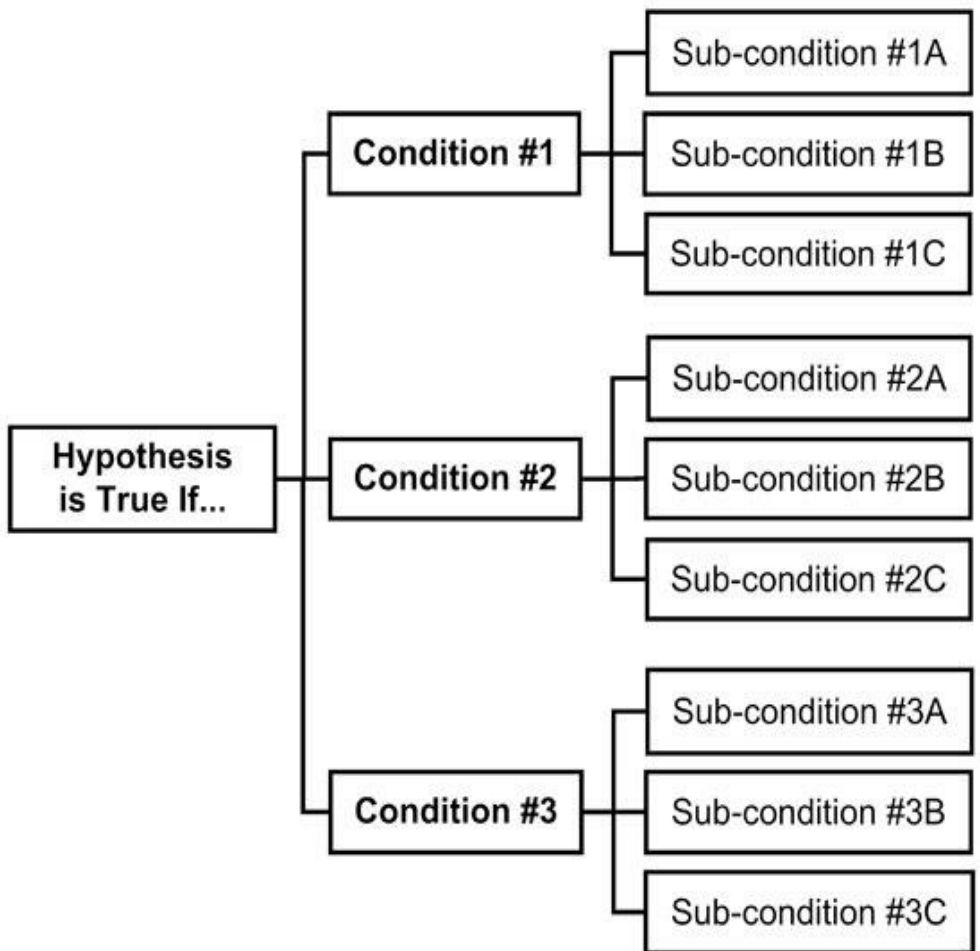 Sub-condition #1A
Condition #1
Sub-condition #1B
Sub-condition #1C
Sub-condition #2A
Hypothesis
is True If...
Condition #2
Sub-condition #2B
Sub-condition #2C
Sub-condition #3A
Condition #3
Sub-condition #3B
Sub-condition #3C